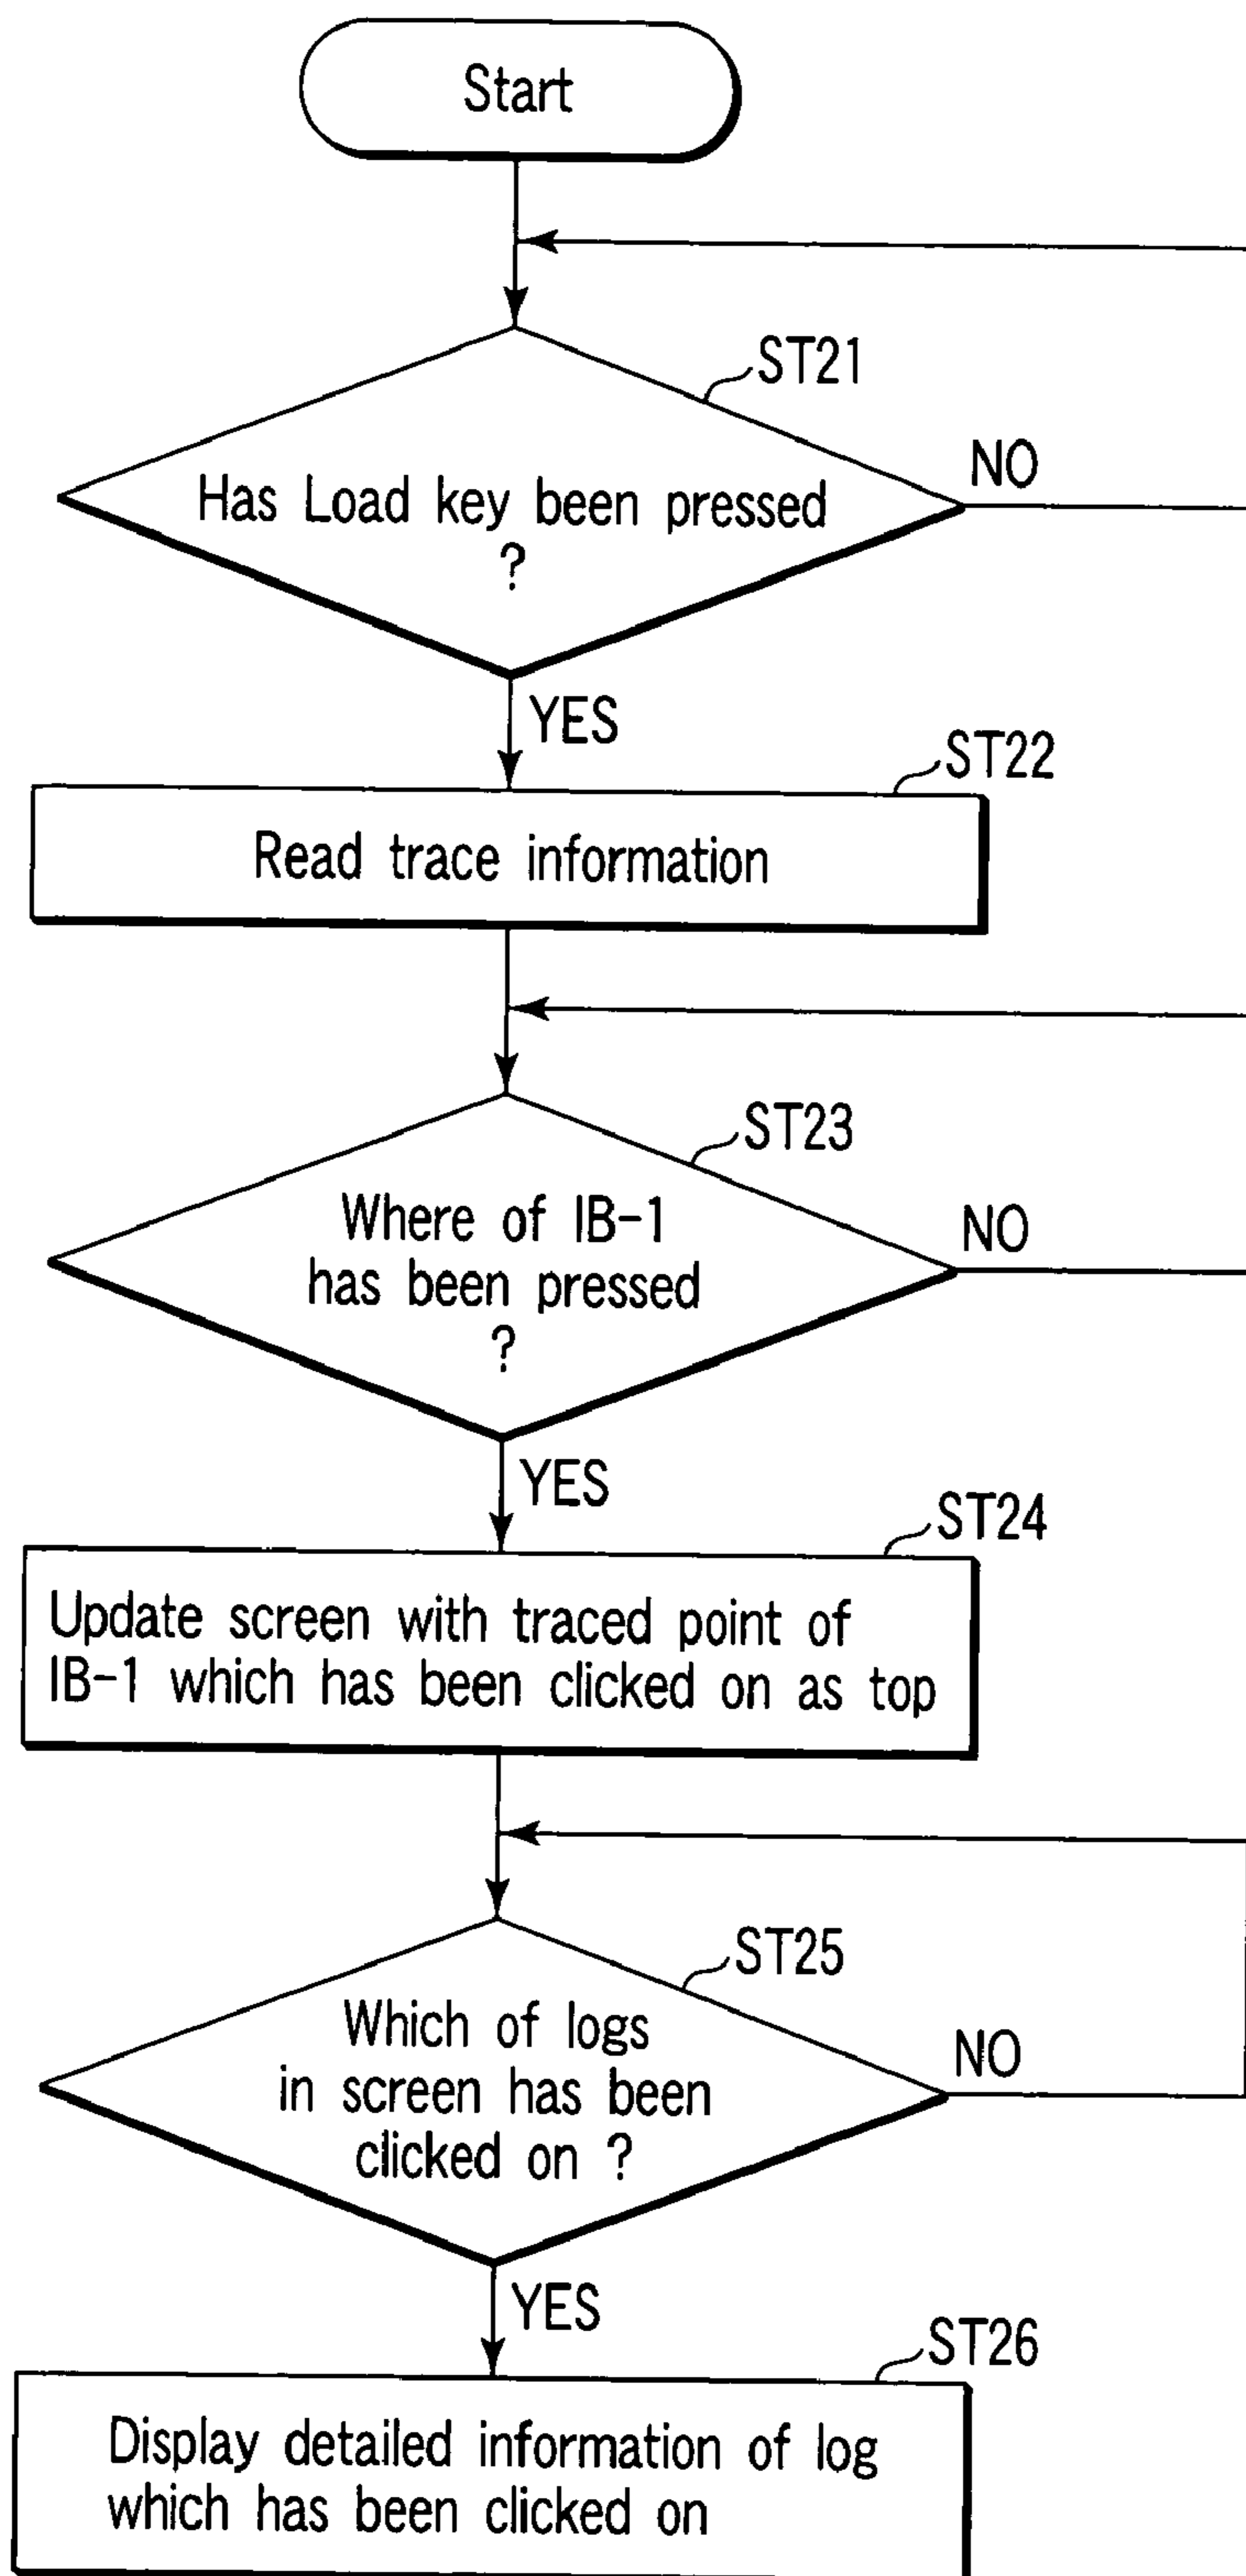 Start
ST21
NO
Has Load key been pressed
?
YES
ST22
Read trace information
ST23
Where of IB-1
NO
has been pressed
?
YES
ST24
Update screen with traced point of
IB-1 which has been clicked on as top
ST25
Which of logs
NO
in screen has been
clicked on ?
YES
ST26
Display detailed information of log
which has been clicked on